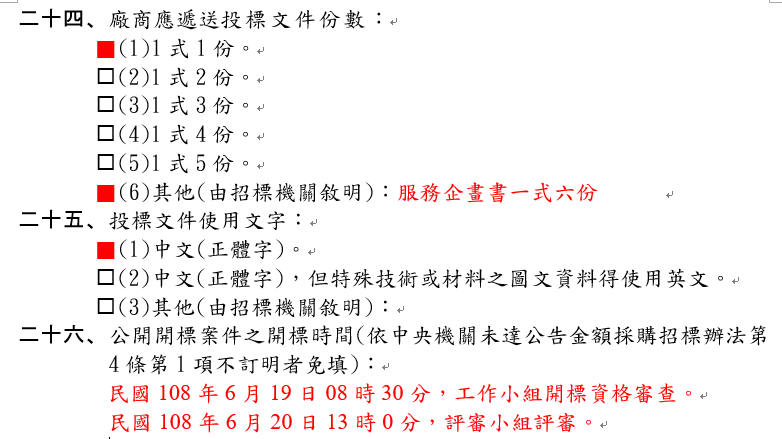 二十四、廠商應遞送投標文件份數：
■(1)1 式 1 份。
□(2)1 式 2 份。
□(3)1 式 3 份。
□(4)1 式 4 份。
□(5)1 式 5 份。
■(6)其他(由招標機關敘明)：服務企畫書一式六份
二十五、投標文件使用文字：
■(1)中文(正體字)。
□(2)中文(正體字)，但特殊技術或材料之圖文資料得使用英文。
□(3)其他(由招標機關敘明)：
二十六、公開開標案件之開標時間(依中央機關未達公告金額採購招標辦法第
4 條第 1 項不訂明者免填)：
民國 108 年 6 月 19 日 08 時 30 分，工作小組開標資格審查。
民國 108 年 6 月 20 日 13 時 0 分，評審小組評審。